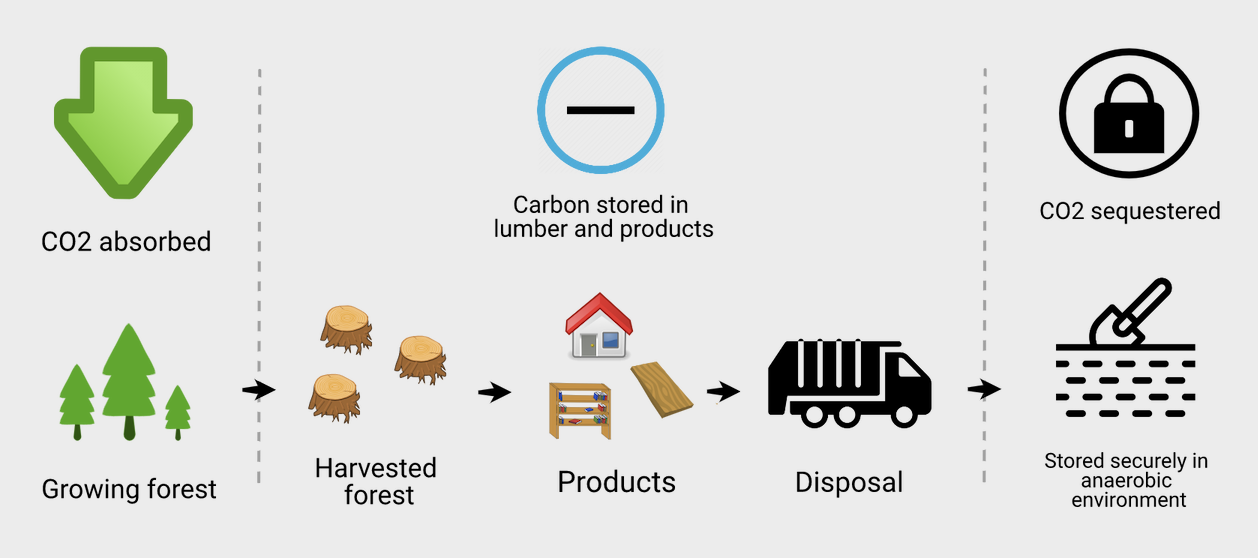 CO2 absorbed
Carbon stored in
lumber and products
CO2 sequestered
Growing forest
Harvested
forest
Products
Disposal
Stored securely in
anaerobic
environment